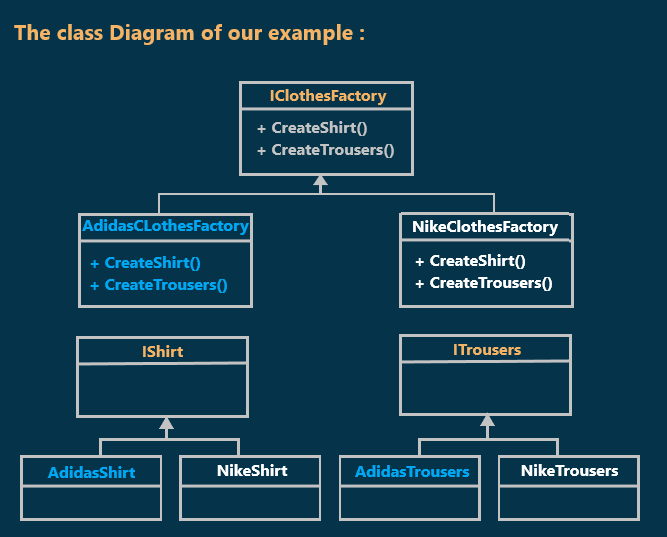 The class Diagram of our example :
IClothesFactory
+ CreateShirt()
+ CreateTrousers()
AdidasCLothesFactory
+ CreateShirt()
+ CreateTrousers()
NikeClothesFactory
+ CreateShirt()
+ CreateTrousers()
IShirt
ITrousers
AdidasShirt
NikeShirt
AdidasTrousers
NikeTrousers